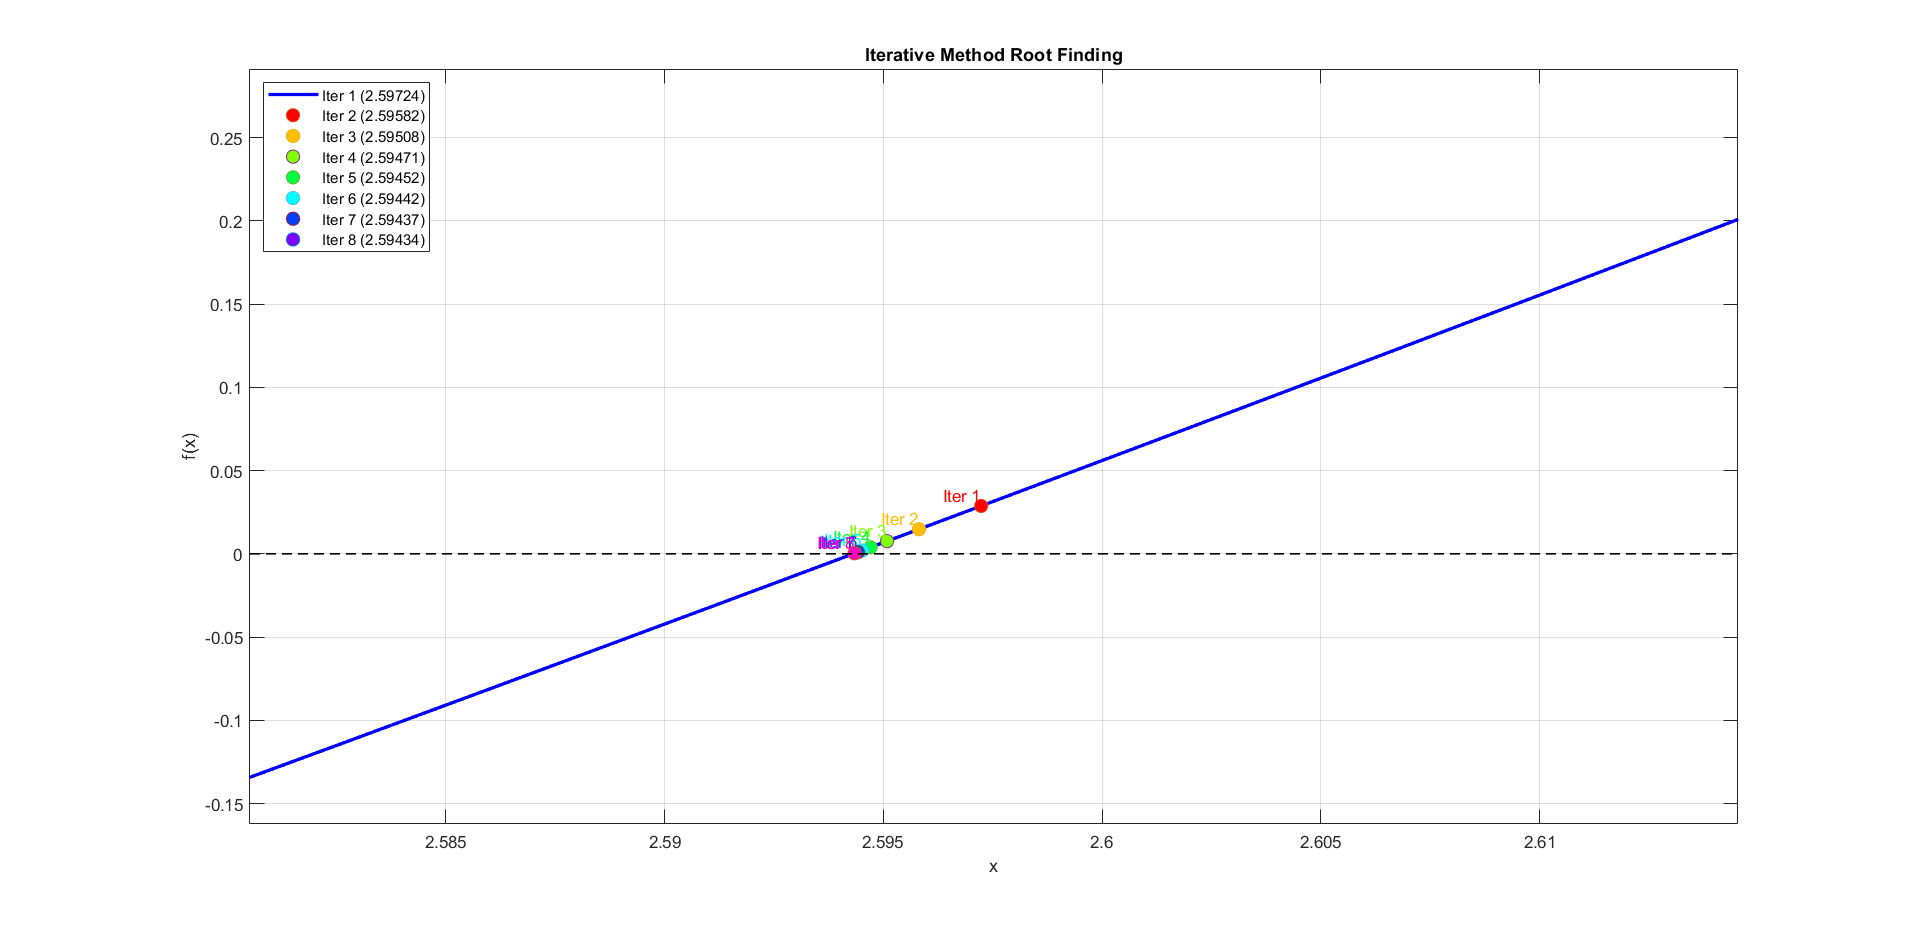 Iterative Method Root Finding
Iter 1 (2.59724)
Iter 2 (2.59582)
Iter 3 (2.59508)
Iter 4 (2.59471)
Iter 5 (2.59452)
Iter 6 (2.59442)
Iter 7 (2.59437)
Iter 8 (2.59434)
0.25
0.2
0.15
0.1
0.05
0
-0.05
-0.1
-0.15
f(x)
Iter 1
Iter 2
Iter 3
2.585
2.59
2.595
2.6
2.605
2.61
x